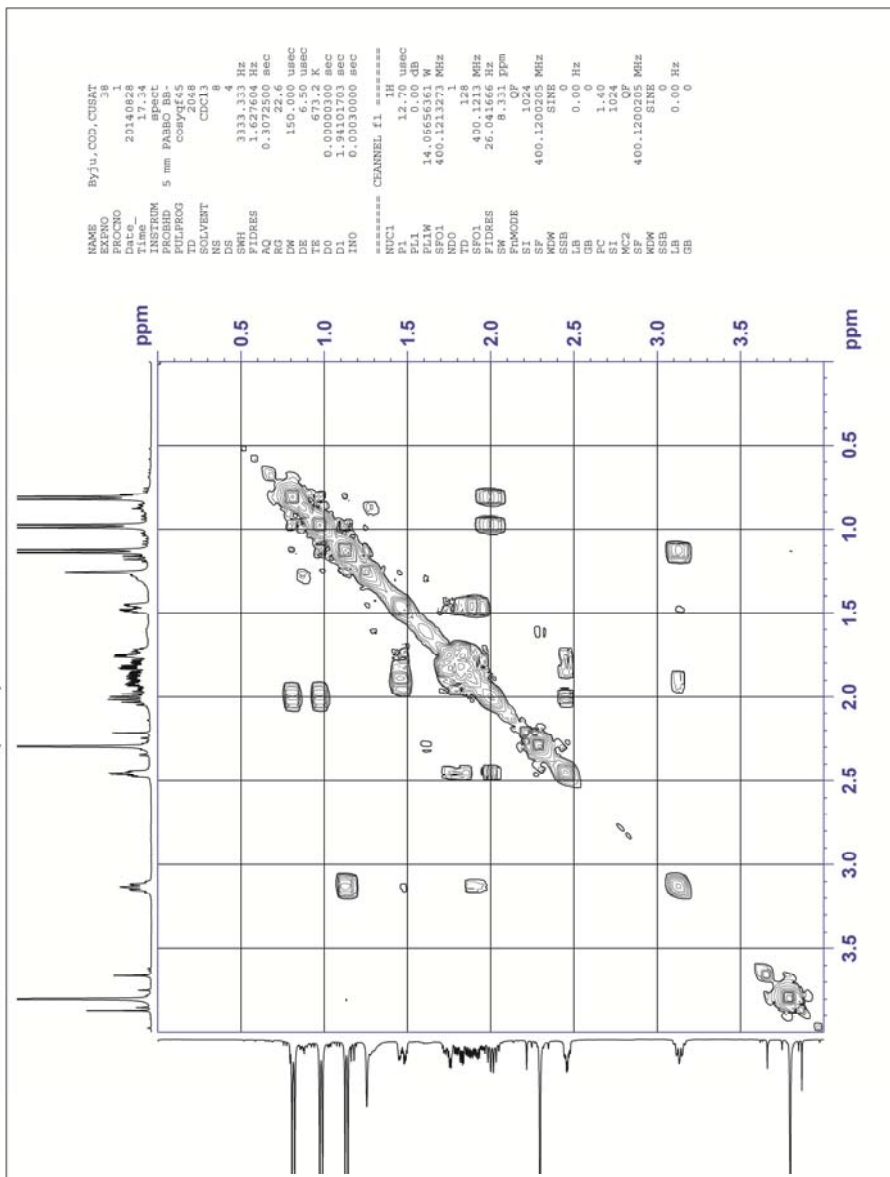 NAME Byju,COD,CUSAT
EXPNO 38
PROCNO 1
Date_ 20140828
Time 17.34
INSTRUM spect
PROBHD 5 mm PABBO BB-
PULPROG cosyqf45
TD 2048
SOLVENT CDCl3
NS 8
DS 4
SWH 3333.333 Hz
FIDRES 1.627604 Hz
AQ 0.3072500 sec
RG 22.6
DW 150.000 usec
DE 6.50 usec
TE 673.2 K
D0 0.00000300 sec
D1 1.94101703 sec
IN0 0.00030000 sec
======== CHANNEL f1 ========
NUC1 1H
P1 12.70 usec
PL1 0.00 dB
PL1W 14.05656361 W
SFO1 400.1213273 MHz
ND0 1
TD 128
SFO1 400.1213 MHz
FIDRES 26.041666 Hz
SW 8.331 ppm
FnMODE QF
SI 1024
SF 400.1200205 MHz
WDW SINE
SSB 0
LB 0.00 Hz
GB 0
PC 1.40
SI 1024
MC2 QF
SF 400.1200205 MHz
WDW SINE
SSB 0
LB 0.00 Hz
GB 0
ppm
0.5
1.0
1.5
2.0
2.5
3.0
3.5
ppm
3.5 3.0 2.5 2.0 1.5 1.0 0.5